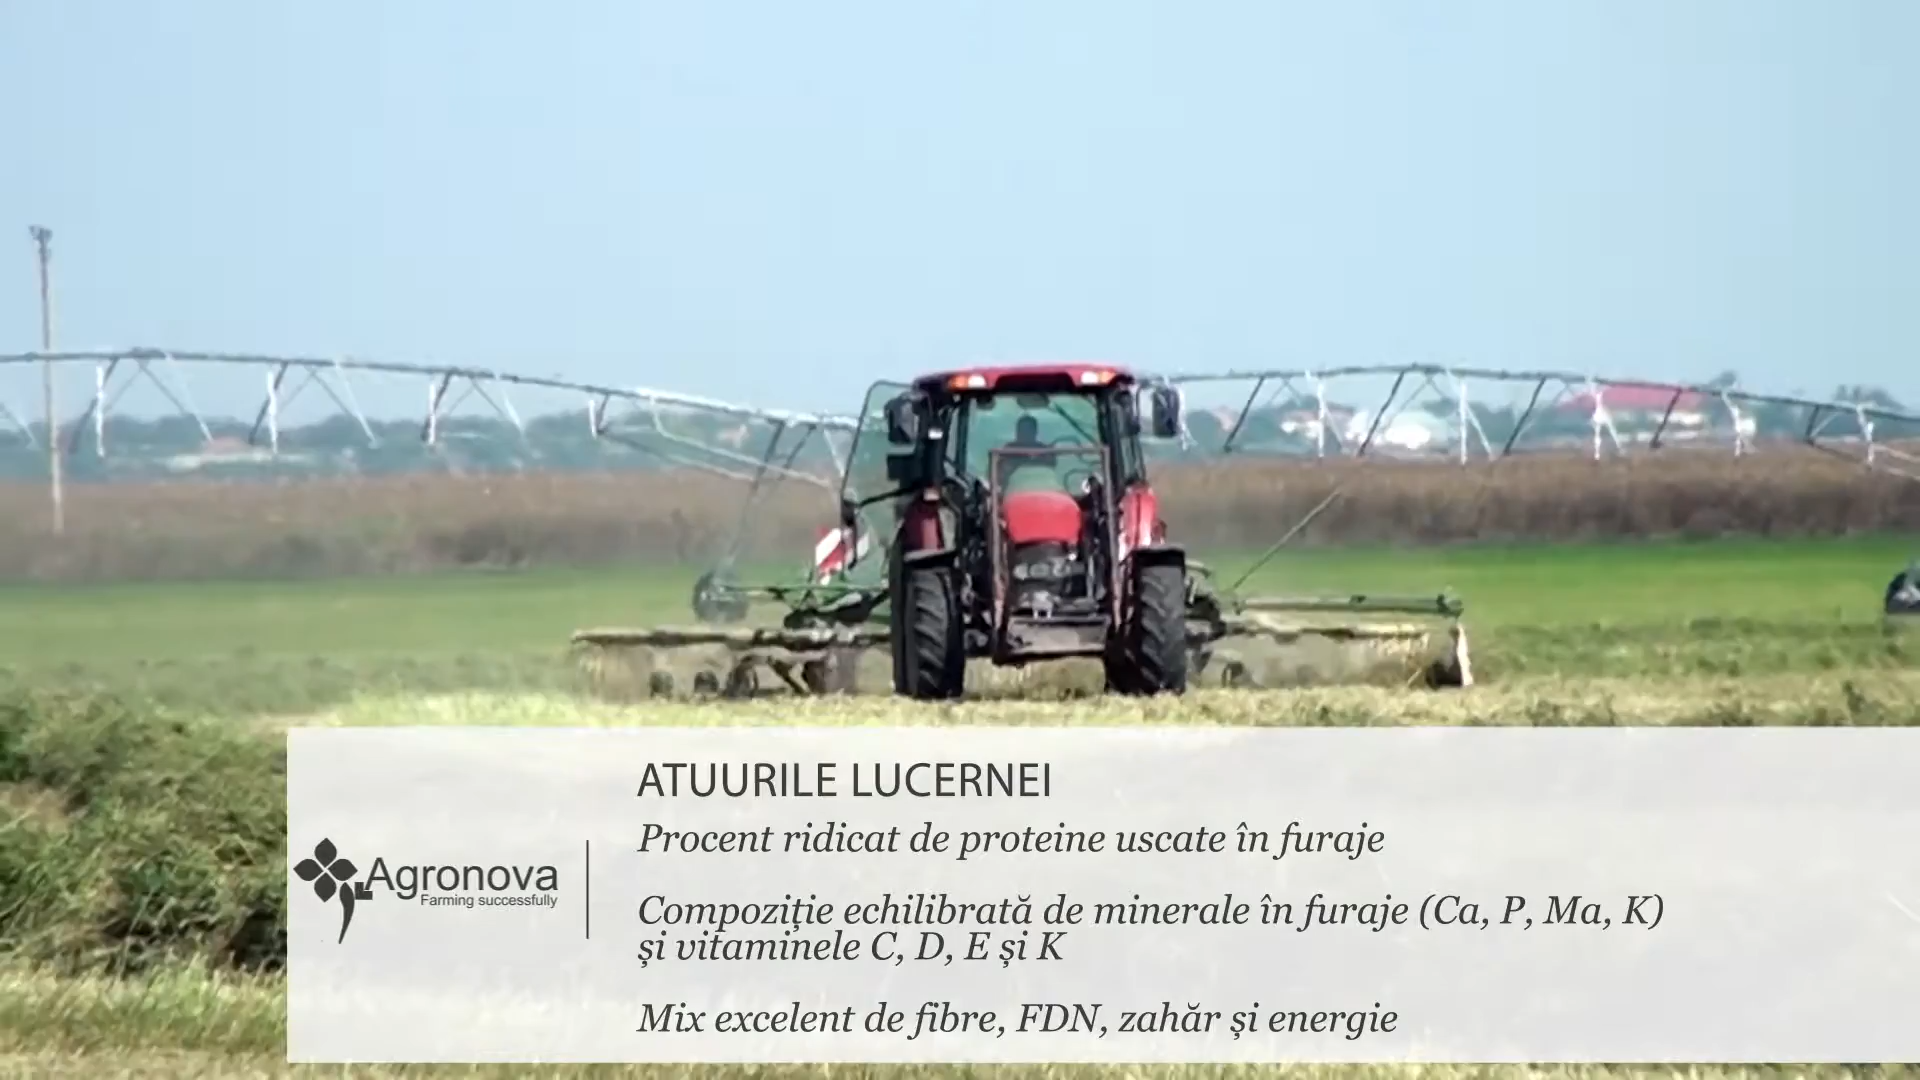 ATUURILE LUCERNEI
Procent ridicat de proteine uscate în furaje
Agronova
Farming successfully
Compoziție echilibrată de minerale în furaje (Ca, P, Ma, K)
și vitaminele C, D, E și K
Mix excelent de fibre, FDN, zahăr și energie